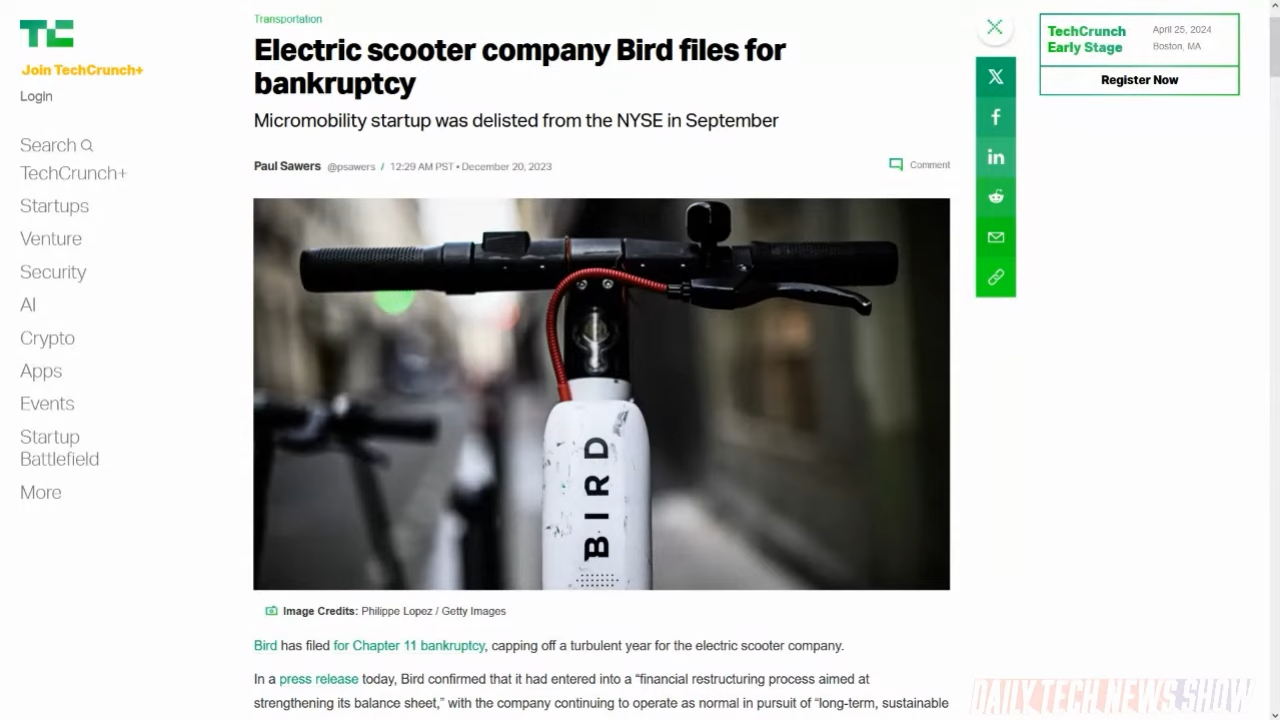 TC
Join TechCrunch+
Login
Search
TechCrunch+
Startups
Venture
Security
AI
Crypto
Apps
Events
Startup
Battlefield
More
Transportation
Electric scooter company Bird files for
bankruptcy
Micromobility startup was delisted from the NYSE in September
Paul Sawers @psawers / 12:29 AM PST • December 20, 2023
Comment
BIRD
Image Credits: Philippe Lopez / Getty Images
Bird has filed for Chapter 11 bankruptcy, capping off a turbulent year for the electric scooter company.
In a press release today, Bird confirmed that it had entered into a “financial restructuring process aimed at
strengthening its balance sheet,” with the company continuing to operate as normal in pursuit of “long-term, sustainable
X
f
in
TechCrunch
Early Stage
April 25, 2024
Boston, MA
Register Now
DAILY TECH NEWS SHOW